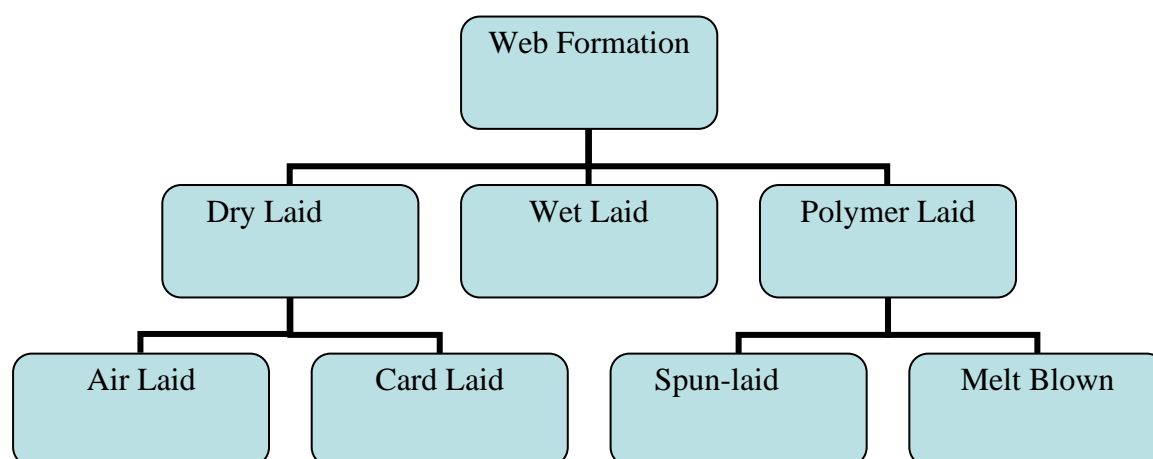 Web Formation
Dry Laid
Wet Laid
Polymer Laid
Air Laid
Card Laid
Spun-laid
Melt Blown